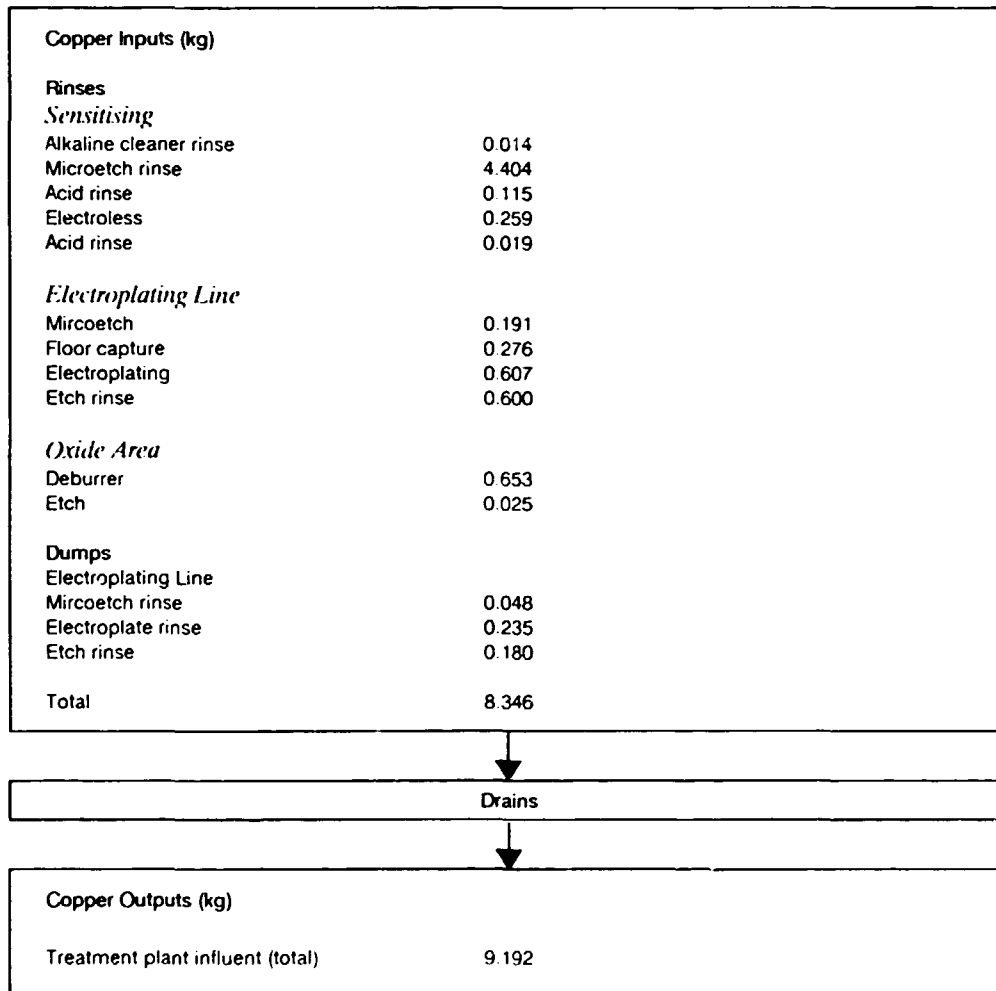 Copper Inputs (kg)
Rinses
Sensitising
Alkaline cleaner rinse 0.014
Microetch rinse 4.404
Acid rinse 0.115
Electroless 0.259
Acid rinse 0.019
Electroplating Line
Mircoetch 0.191
Floor capture 0.276
Electroplating 0.607
Etch rinse 0.600
Oxide Area
Deburrer 0.653
Etch 0.025
Dumps
Electroplating Line
Mircoetch rinse 0.048
Electroplate rinse 0.235
Etch rinse 0.180
Total 8.346
Drains
Copper Outputs (kg)
Treatment plant influent (total) 9.192